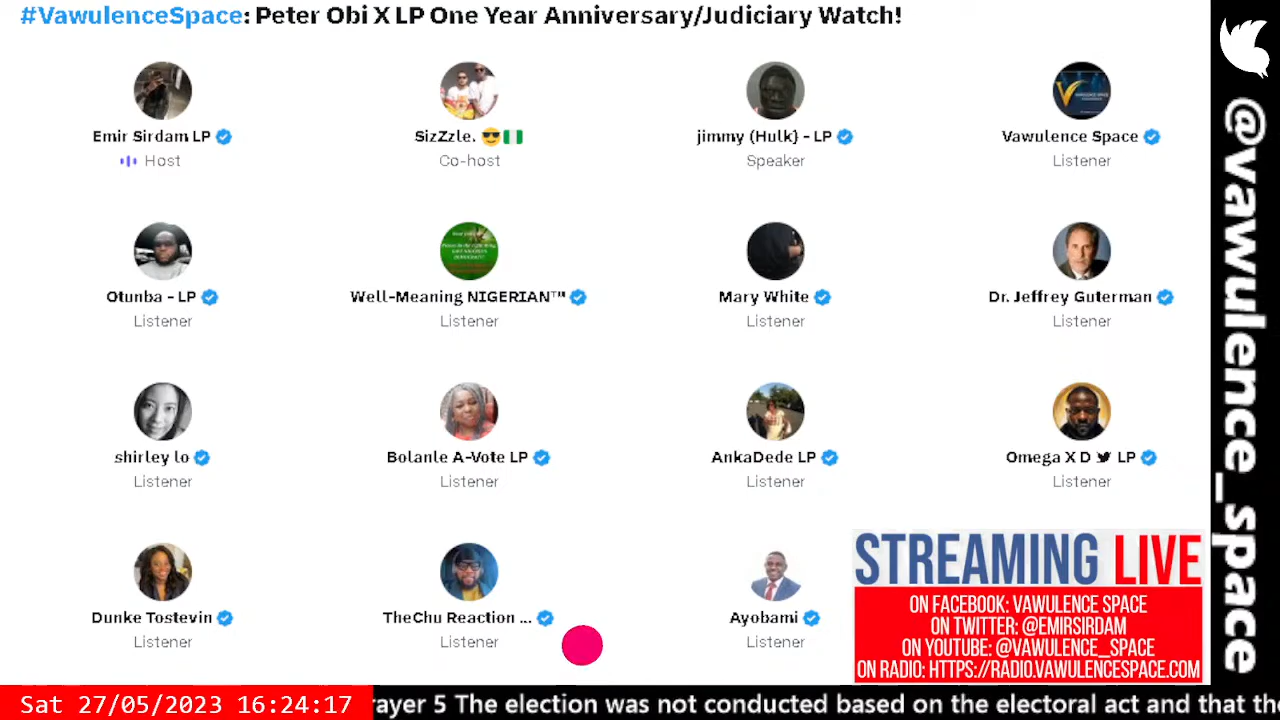 #VawulenceSpace: Peter Obi X LP One Year Anniversary/Judiciary Watch!
Emir Sirdam LP
Host
SizZzle. 😎🇳🇬
Co-host
jimmy (Hulk} - LP
Speaker
Vawulence Space
Listener
Otunba - LP
Listener
Well-Meaning NIGERIAN™
Listener
Mary White
Listener
Dr. Jeffrey Guterman
Listener
shirley lo
Listener
Bolanle A-Vote LP
Listener
AnkaDede LP
Listener
Omega X D LP
Listener
Dunke Tostevin
Listener
TheChu Reaction ...
Listener
Ayobami
Listener
STREAMING LIVE
ON FACEBOOK: VAWULENCE SPACE
ON TWITTER: @EMIRSIRDAM
ON YOUTUBE: @VAWULENCE_SPACE
ON RADIO: HTTPS://RADIO.VAWULENCESPACE.COM
@vawulence_space
Sat 27/05/2023 16:24:17
rayer 5 The election was not conducted based on the electoral act and that th